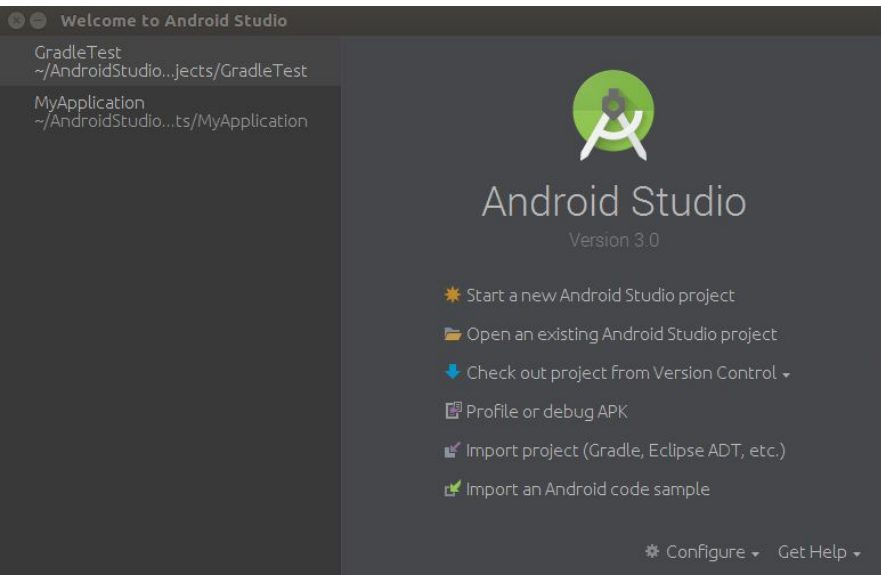 Welcome to Android Studio
GradleTest
~/AndroidStudio...jects/GradleTest
MyApplication
~/AndroidStudio...ts/MyApplication
Android Studio
Version 3.0
Start a new Android Studio project
Open an existing Android Studio project
Check out project from Version Control
Profile or debug APK
Import project (Gradle, Eclipse ADT, etc.)
Import an Android code sample
Configure Get Help